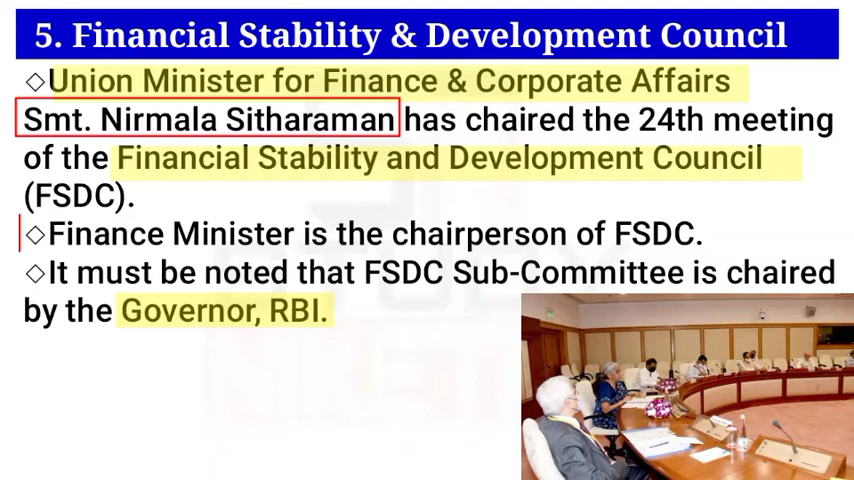 5. Financial Stability & Development Council
◇Union Minister for Finance & Corporate Affairs
Smt. Nirmala Sitharaman has chaired the 24th meeting
of the Financial Stability and Development Council
(FSDC).
◇Finance Minister is the chairperson of FSDC.
◇It must be noted that FSDC Sub-Committee is chaired
by the Governor, RBI.